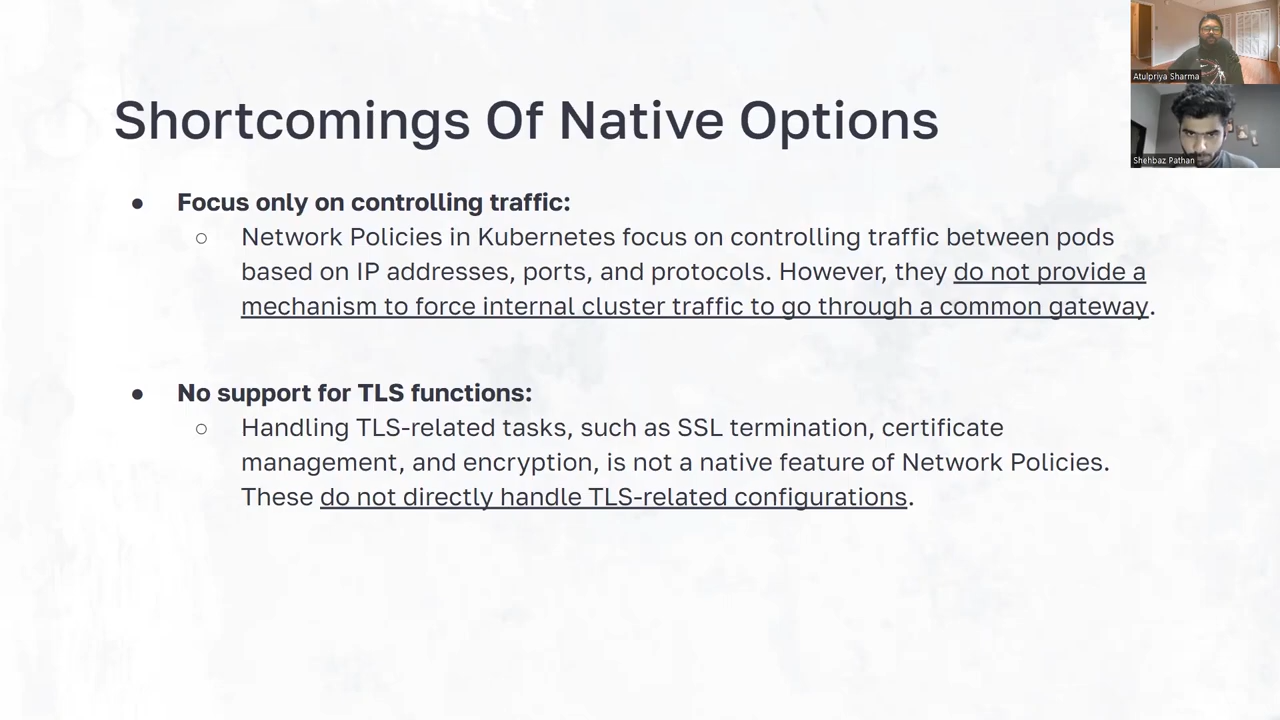 Shortcomings Of Native Options
● Focus only on controlling traffic:
○ Network Policies in Kubernetes focus on controlling traffic between pods
based on IP addresses, ports, and protocols. However, they do not provide a
mechanism to force internal cluster traffic to go through a common gateway.
● No support for TLS functions:
○ Handling TLS-related tasks, such as SSL termination, certificate
management, and encryption, is not a native feature of Network Policies.
These do not directly handle TLS-related configurations.
Atulpriya Sharma
Shehbaz Pathan